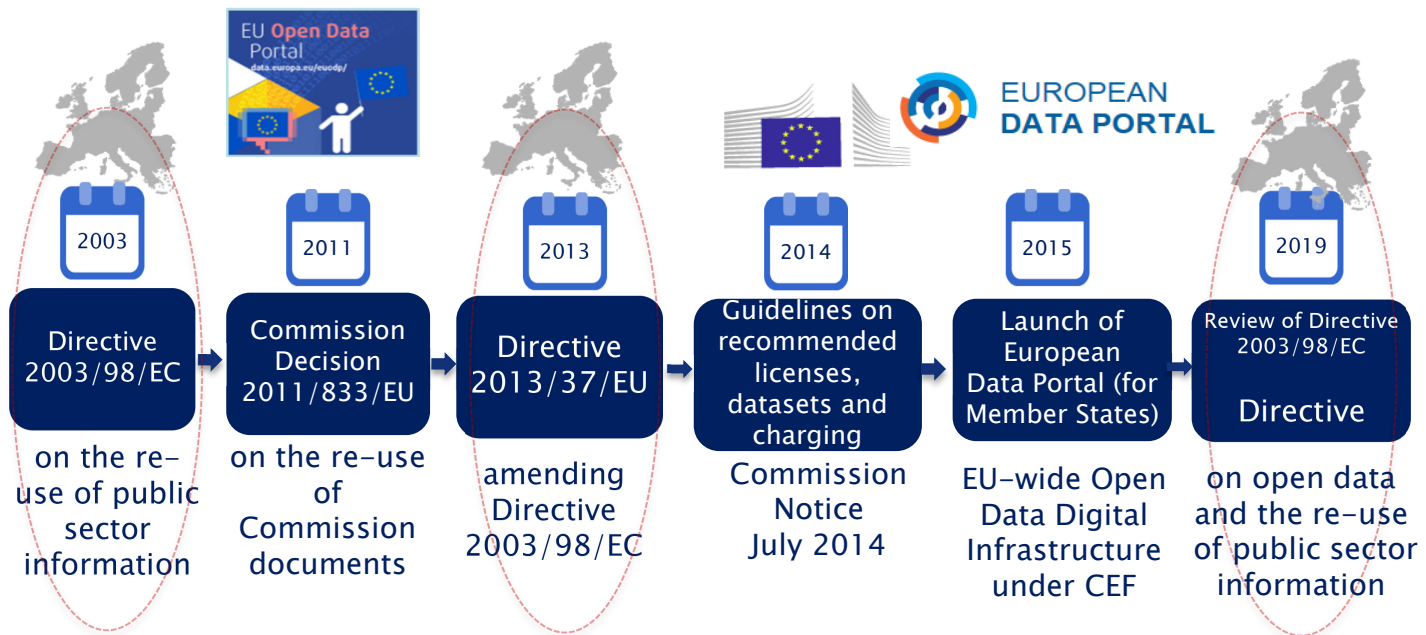 EU Open Data
Portal
data.europa.eu/euodp/
EUROPEAN
DATA PORTAL
2003
2011
2013
2014
2015
2019
Directive
2003/98/EC
on the re-
use of public
sector
information
Commission
Decision
2011/833/EU
on the re-use
of
Commission
documents
Directive
2013/37/EU
amending
Directive
2003/98/EC
Guidelines on
recommended
licenses,
datasets and
charging
Commission
Notice
July 2014
Launch of
European
Data Portal (for
Member States)
EU-wide Open
Data Digital
Infrastructure
under CEF
Review of Directive
2003/98/EC
Directive
on open data
and the re-use
of public sector
information